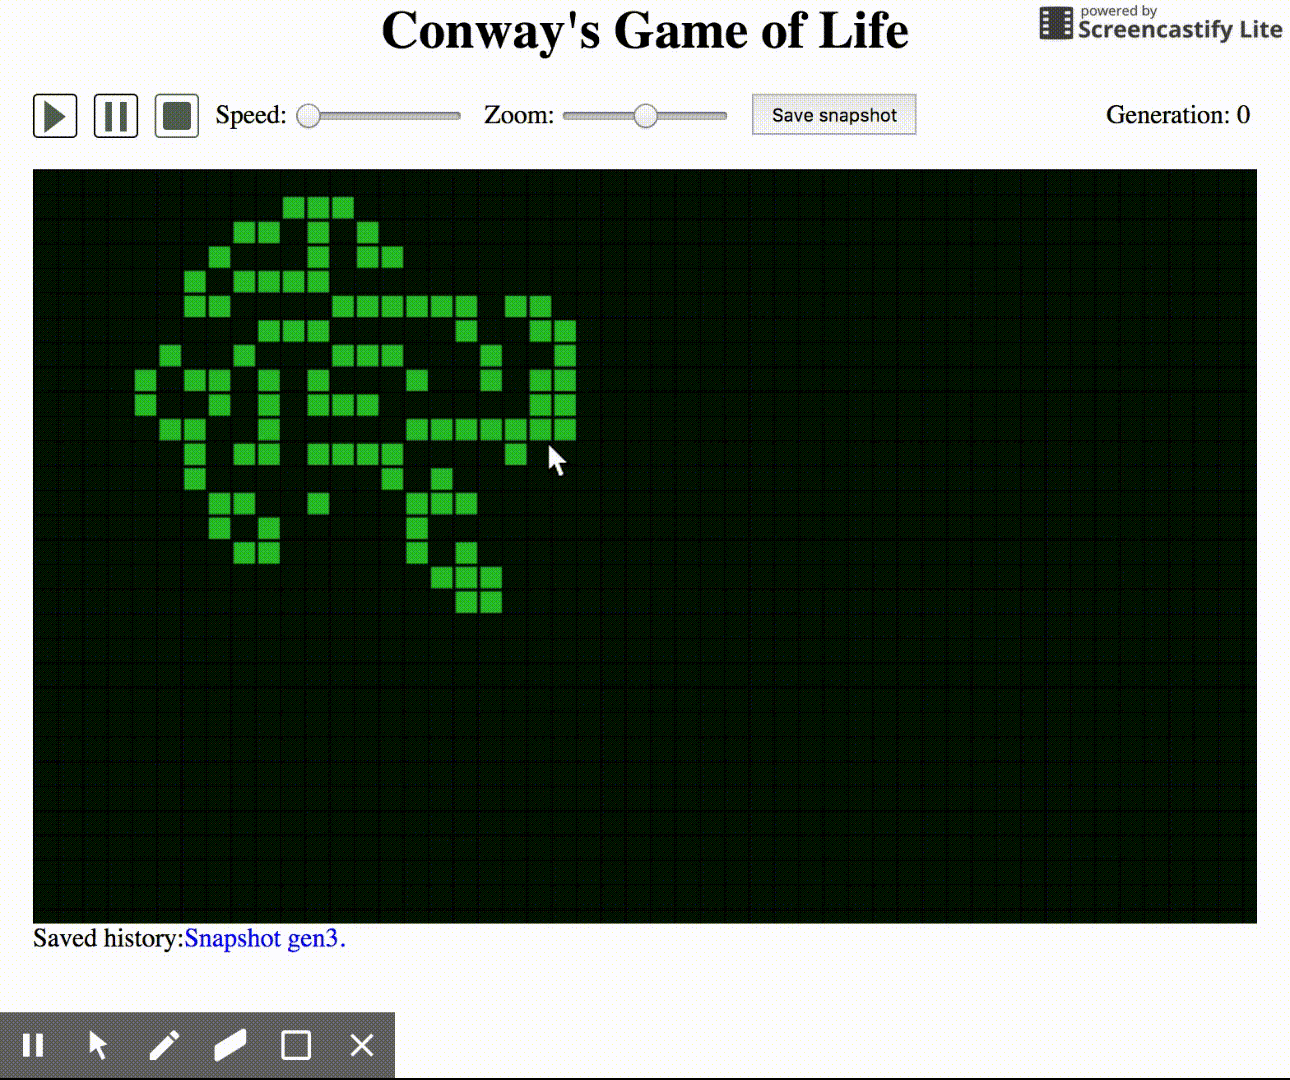 Conway's Game of Life
powered by
Screencastify Lite
Speed:
Zoom:
Save snapshot
Generation: 0
Saved history:Snapshot gen3.